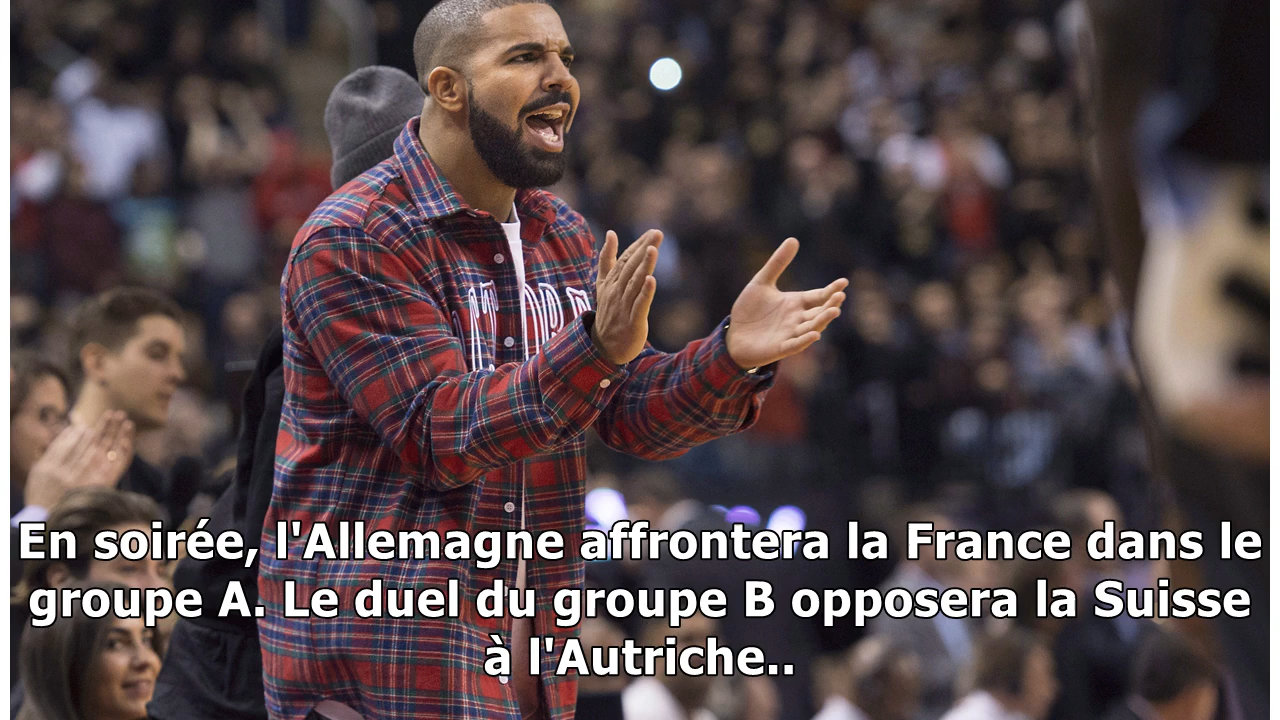 En soirée, l'Allemagne affrontera la France dans le
groupe A. Le duel du groupe B opposera la Suisse
à l'Autriche..